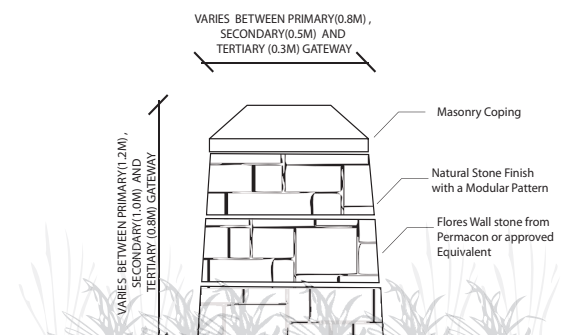 VARIES BETWEEN PRIMARY(0.8M) ,
SECONDARY(0.5M) AND
TERTIARY (0.3M) GATEWAY
VARIES BETWEEN PRIMARY(1.2M) ,
SECONDARY(1.0M) AND
TERTIARY (0.8M) GATEWAY
Masonry Coping
Natural Stone Finish
with a Modular Pattern
Flores Wall stone from
Permacon or approved
Equivalent